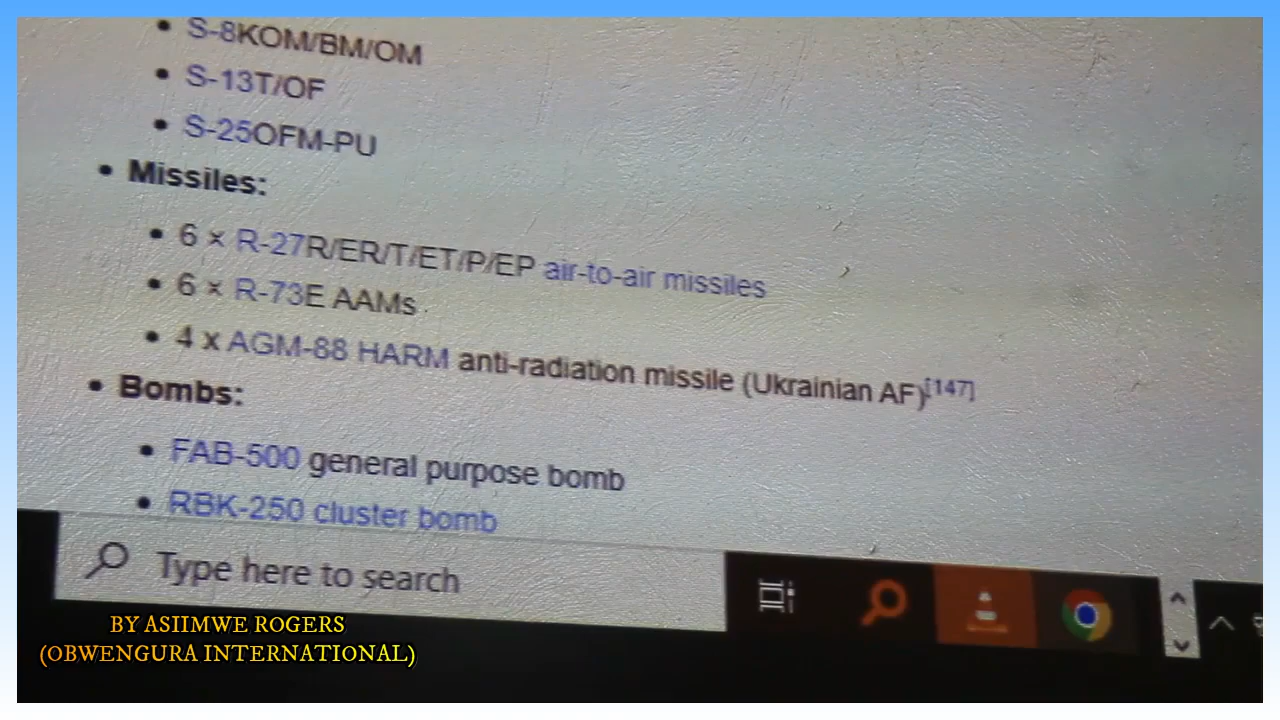 S-8KOM/BM/OM
S-13T/OF
S-25OFM-PU
Missiles:
6 × R-27R/ER/T/ET/P/EP air-to-air missiles
6 × R-73E AAMs
4 x AGM-88 HARM anti-radiation missile (Ukrainian AF)[147]
Bombs:
FAB-500 general purpose bomb
RBK-250 cluster bomb
Type here to search
BY ASIIMWE ROGERS
(OBWENGURA INTERNATIONAL)